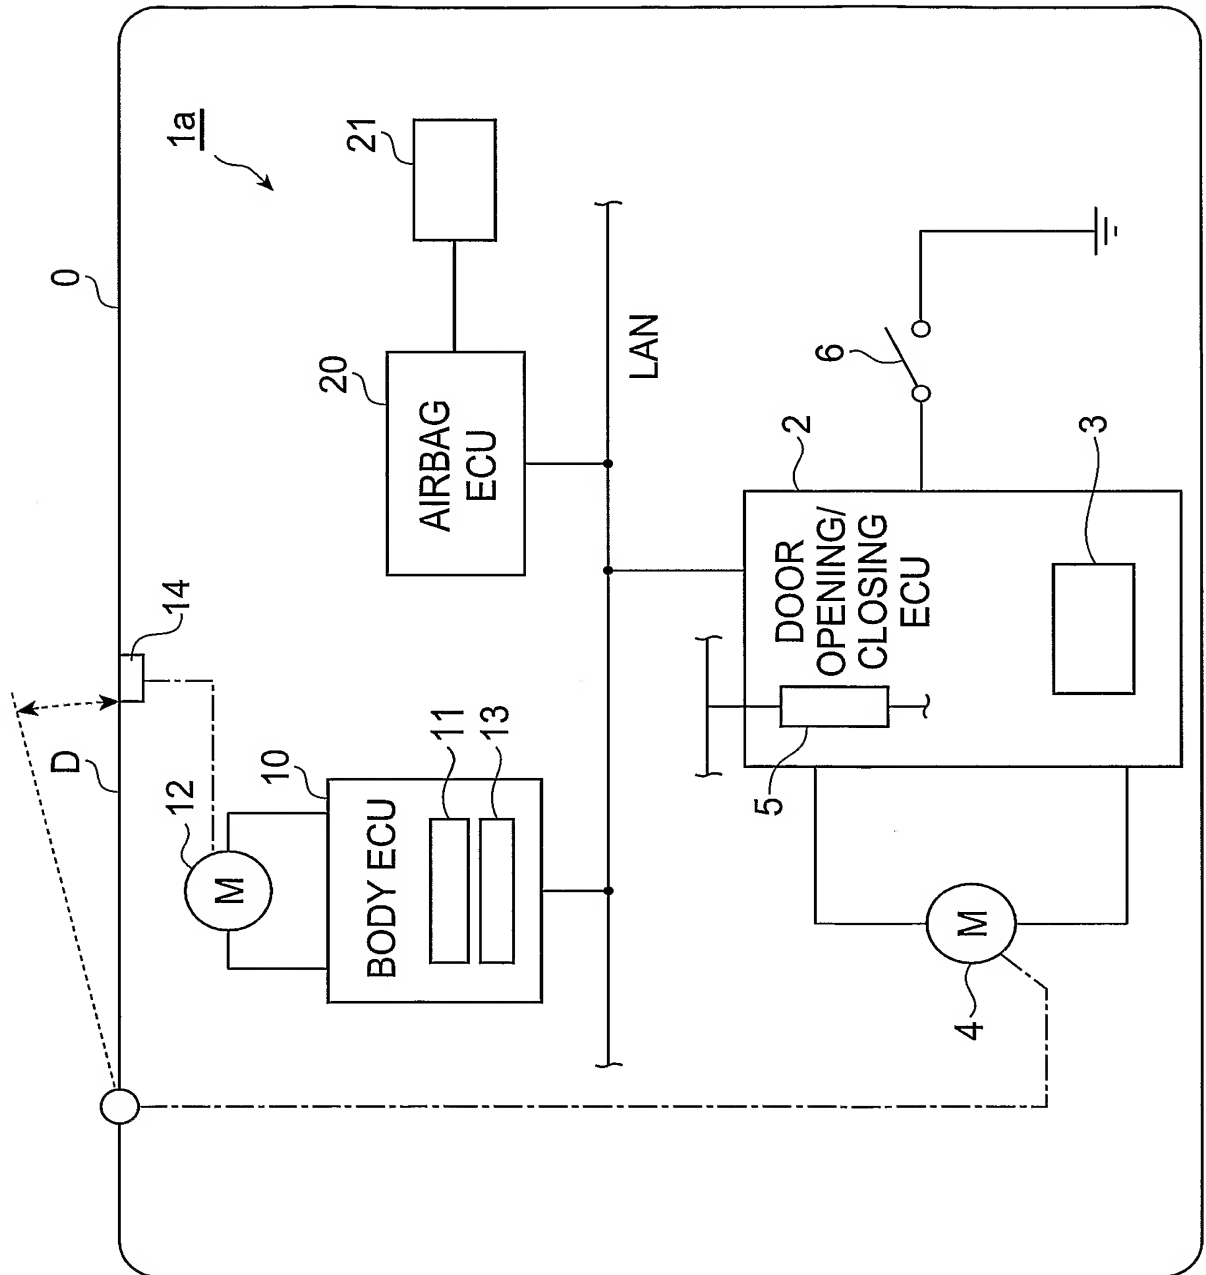 D
0
1a
12
14
M
10
20
21
BODY ECU
11
13
AIRBAG
ECU
LAN
5
DOOR
OPENING/
CLOSING
ECU
2
6
4
M
3